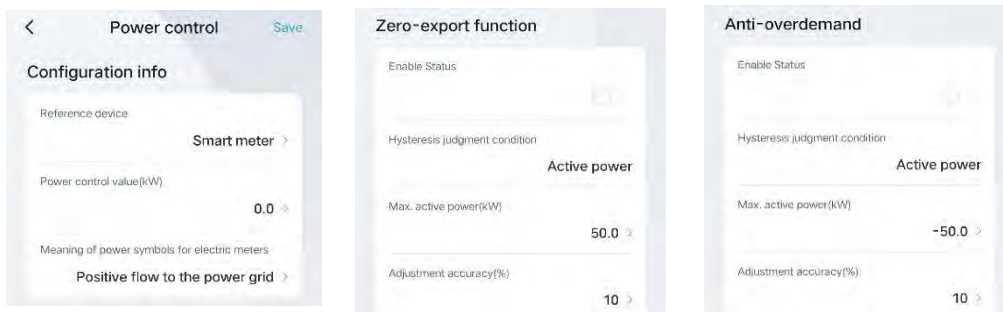 Power control
Save
Configuration info
Reference device
Smart meter
Power control value(kW)
0.0
Meaning of power symbols for electric meters
Positive flow to the power grid
Zero-export function
Enable Status
Hysteresis judgment condition
Active power
Max. active power(kW)
50.0
Adjustment accuracy(%)
10
Anti-overdemand
Enable Status
Hysteresis judgment condition
Active power
Max. active power(kW)
-50.0
Adjustment accuracy(%)
10